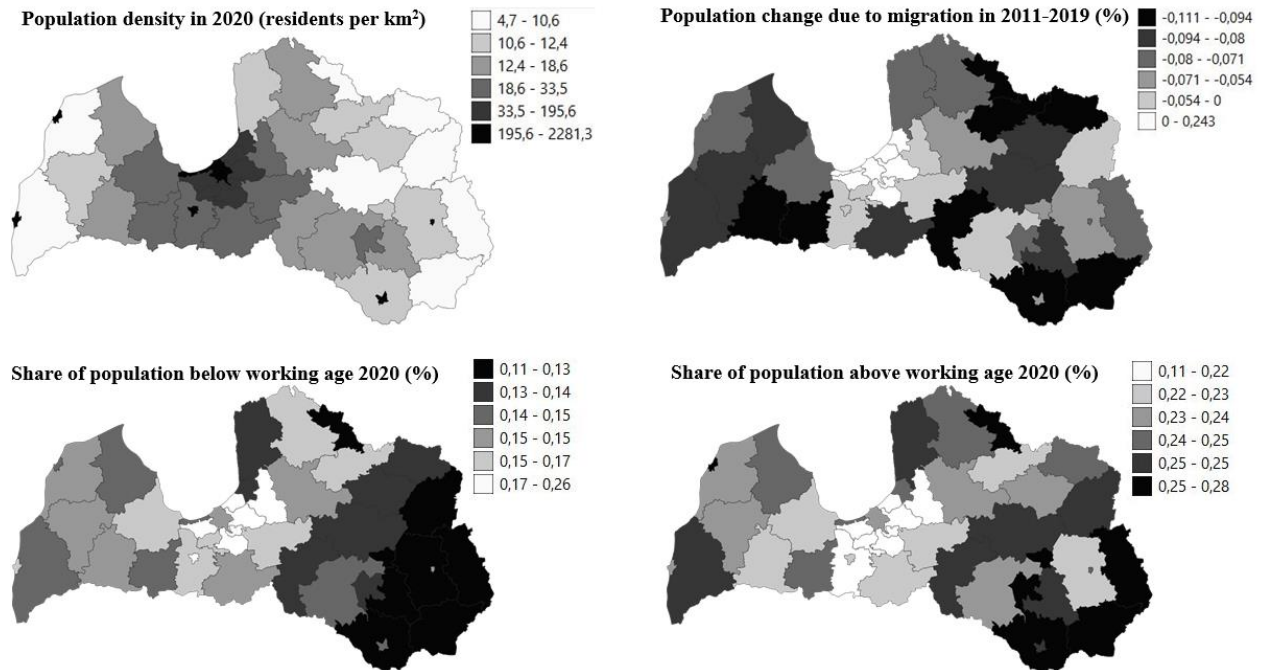 Population density in 2020 (residents per km²)
4,7 - 10,6
10,6 - 12,4
12,4 - 18,6
18,6 - 33,5
33,5 - 195,6
195,6 - 2281,3
Population change due to migration in 2011-2019 (%)
-0,111 - -0,094
-0,094 - -0,08
-0,08 - -0,071
-0,071 - -0,054
-0,054 - 0
0 - 0,243
Share of population below working age 2020 (%)
0,11 - 0,13
0,13 - 0,14
0,14 - 0,15
0,15 - 0,15
0,15 - 0,17
0,17 - 0,26
Share of population above working age 2020 (%)
0,11 - 0,22
0,22 - 0,23
0,23 - 0,24
0,24 - 0,25
0,25 - 0,25
0,25 - 0,28